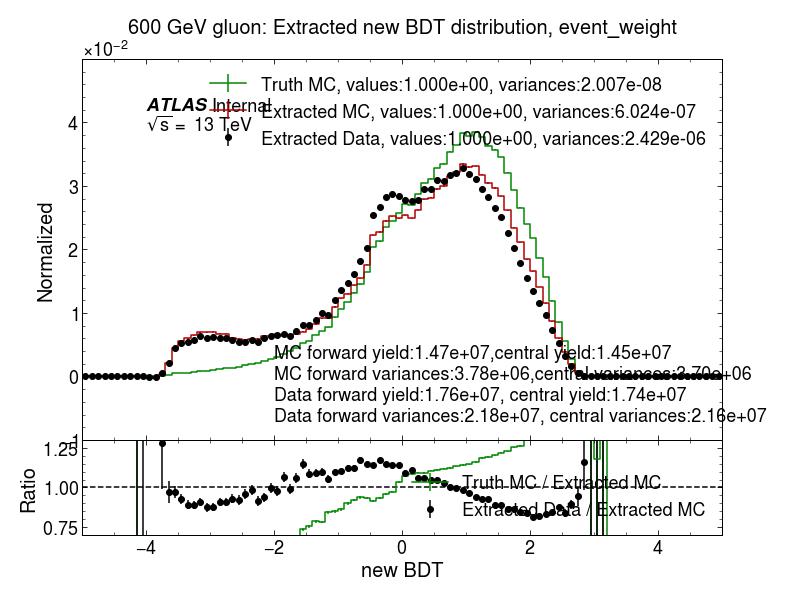 600 GeV gluon: Extracted new BDT distribution, event_weight
×10−2
Truth MC, values:1.000e+00, variances:2.007e-08
ATLAS Internal
Extracted MC, values:1.000e+00, variances:6.024e-07
√s = 13 TeV
Extracted Data, values:1.000e+00, variances:2.429e-06
4
3
2
1
0
−1
Normalized
MC forward yield:1.47e+07,central yield:1.45e+07
MC forward variances:3.78e+06,central variances:3.70e+06
Data forward yield:1.76e+07, central yield:1.74e+07
Data forward variances:2.18e+07, central variances:2.16e+07
1.25
1.00
0.75
Ratio
Truth MC / Extracted MC
Extracted Data / Extracted MC
−4 −2 0 2 4
new BDT